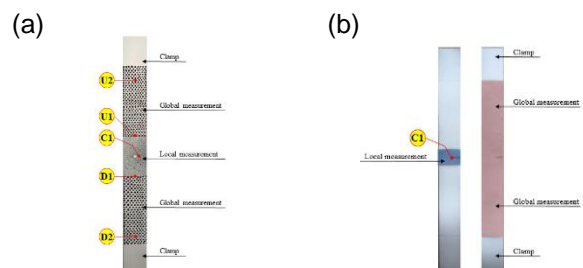 (a)
Clamp
U2
Global measurement
U1
C1
Local measurement
D1
Global measurement
D2
Clamp
(b)
Clamp
Global measurement
C1
Local measurement
Global measurement
Clamp